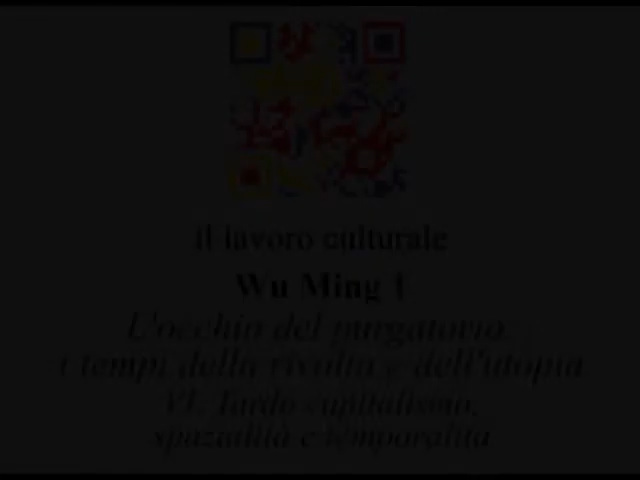 il lavoro culturale
Wu Ming 1
L'occhio del purgatorio:
i tempi della rivolta e dell'utopia
VI. Tardo capitalismo,
spazialità e temporalità